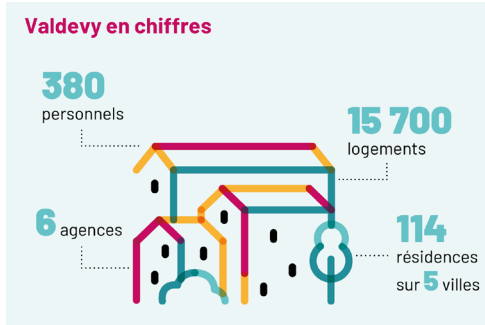 Valdevy en chiffres
380
personnels
15 700
logements
6 agences
114
résidences
sur 5 villes